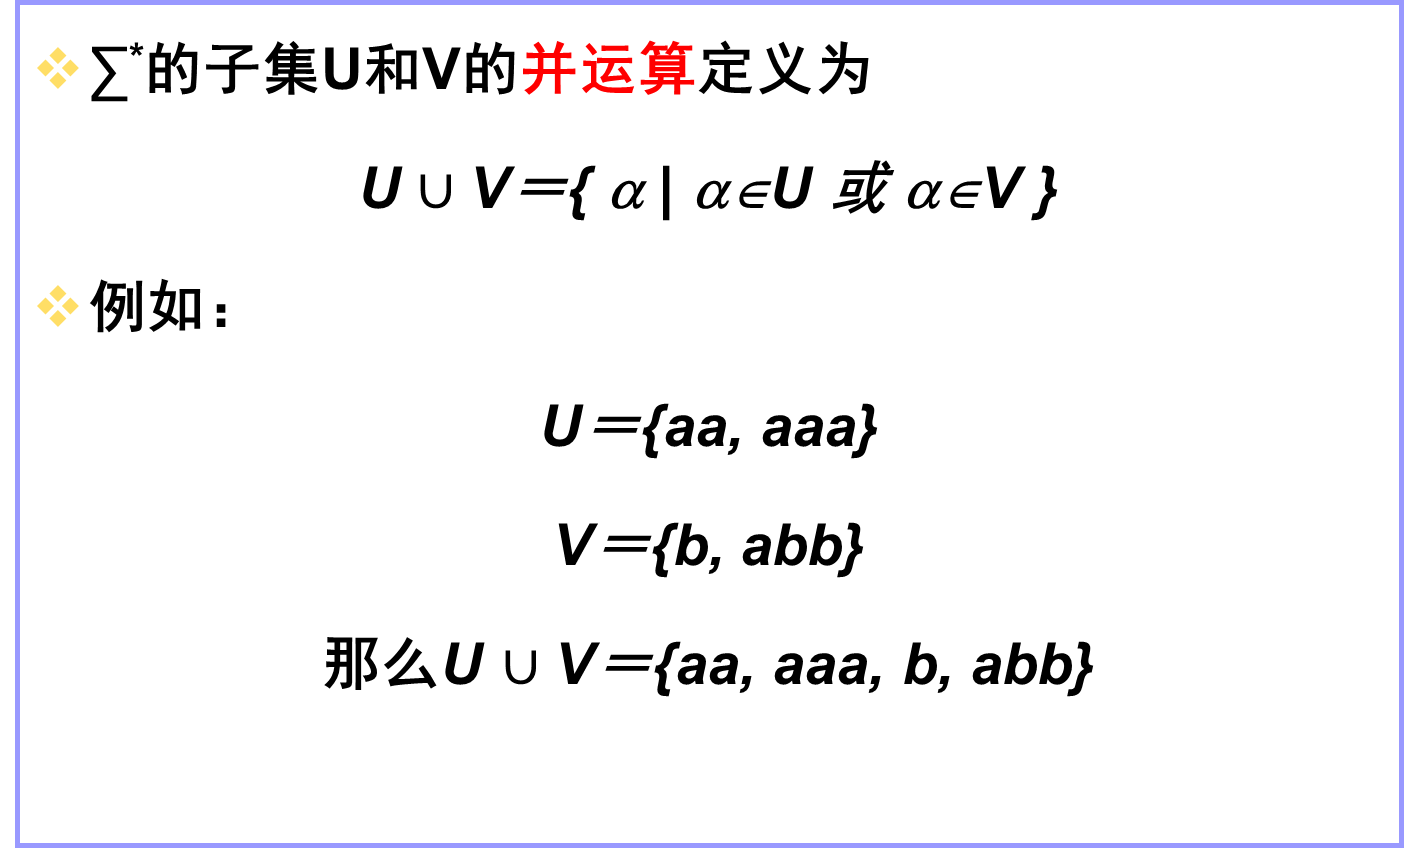 ∑*的子集U和V的并运算定义为
U ∪ V＝{ α | α∈U 或 α∈V }
例如：
U＝{aa, aaa}
V＝{b, abb}
那么U ∪ V＝{aa, aaa, b, abb}